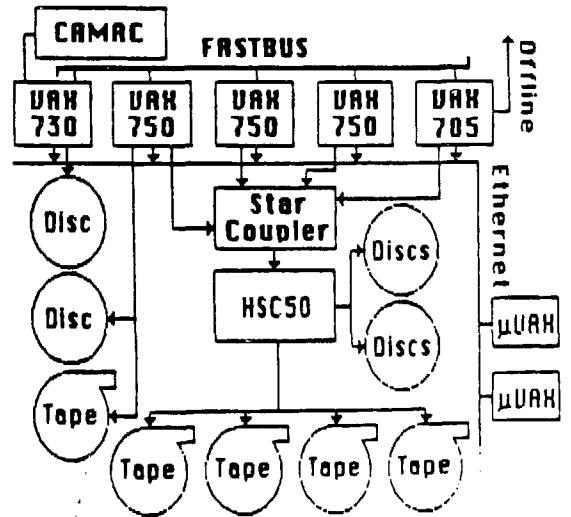 CAMAC
FASTBUS
Offline
VAX
730
VAX
750
VAX
750
VAX
750
VAX
785
Ethernet
Disc
Star
Coupler
Discs
Disc
HSC50
Discs
µVAX
µVAX
Tape
Tape
Tape
Tape
Tape